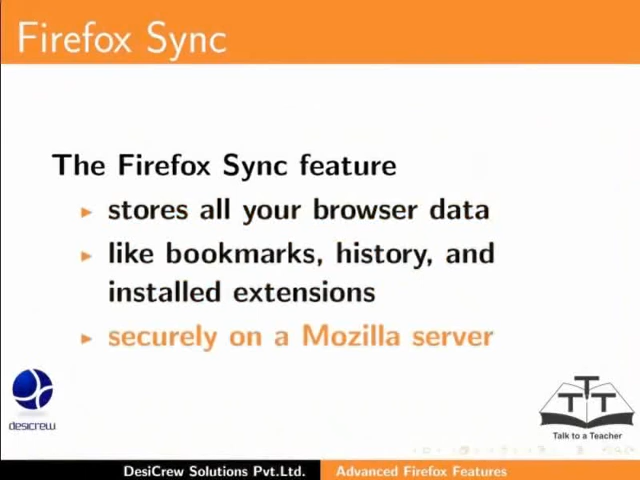 Firefox Sync
The Firefox Sync feature
stores all your browser data
like bookmarks, history, and
installed extensions
securely on a Mozilla server
desicrew
TTT
Talk to a Teacher
DesiCrew Solutions Pvt.Ltd. Advanced Firefox Features